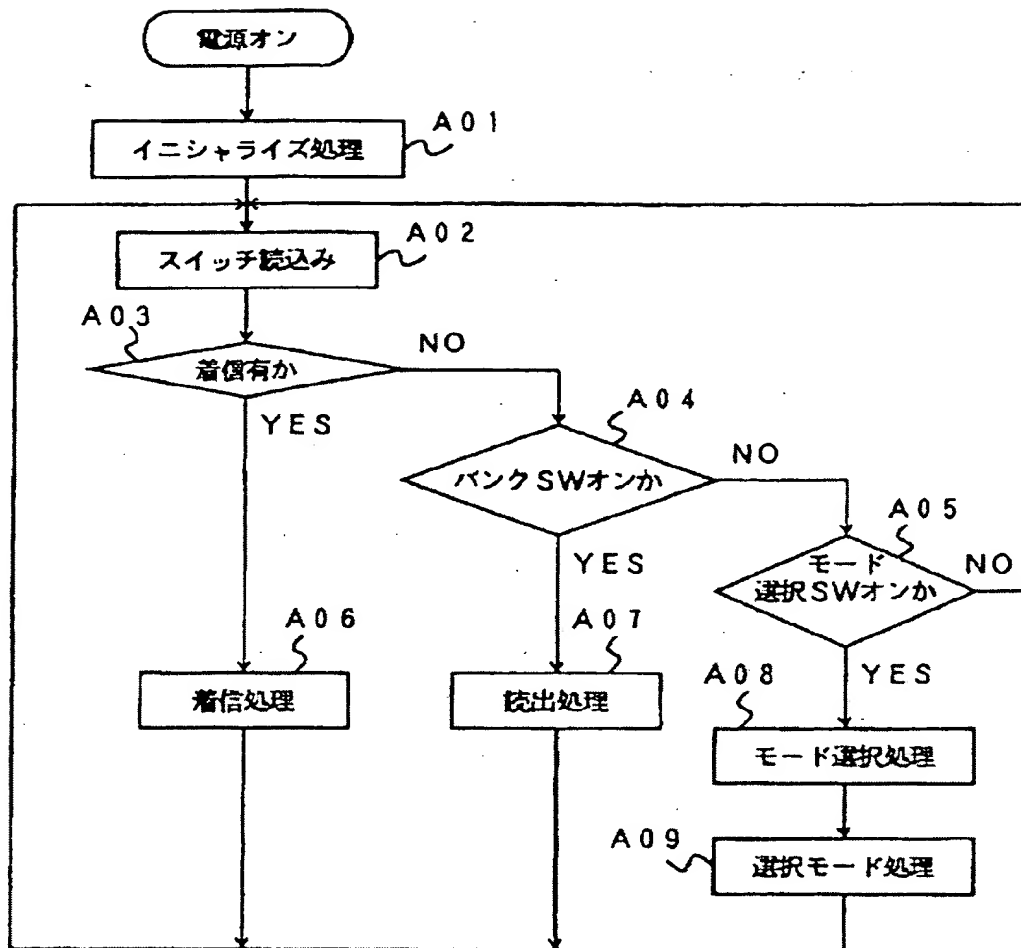 電源オン
A01
イニシャライズ処理
A02
スイッチ読込み
A03
着信有か
NO
YES
A04
バンクSWオンか
NO
YES
A05
モード
選択SWオンか
NO
YES
A06
着信処理
A07
読出処理
A08
モード選択処理
A09
選択モード処理